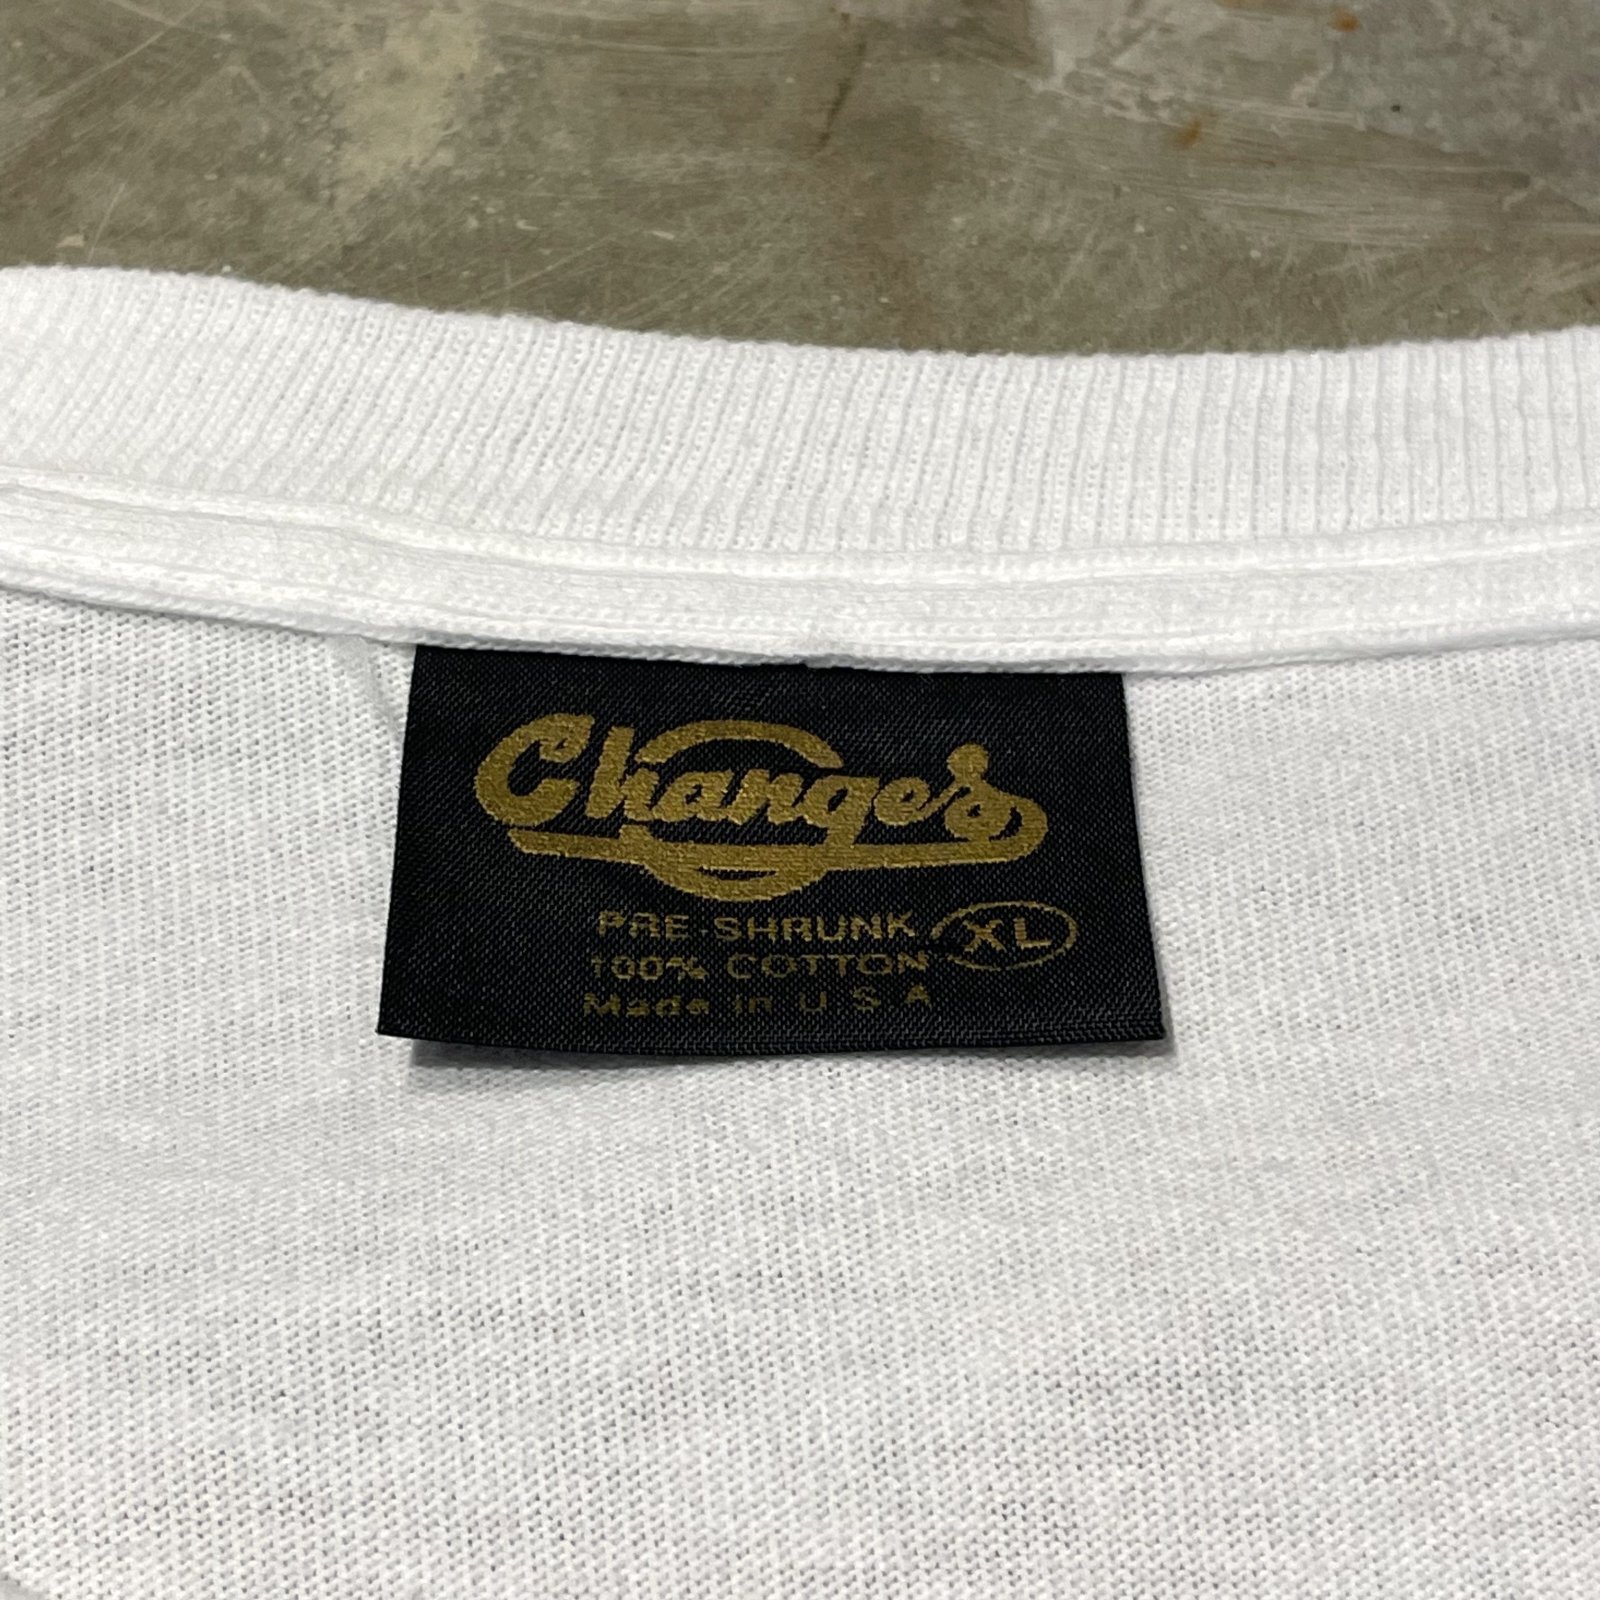 Changes
PRE-SHRUNK XL
100% COTTON
Made in U.S.A